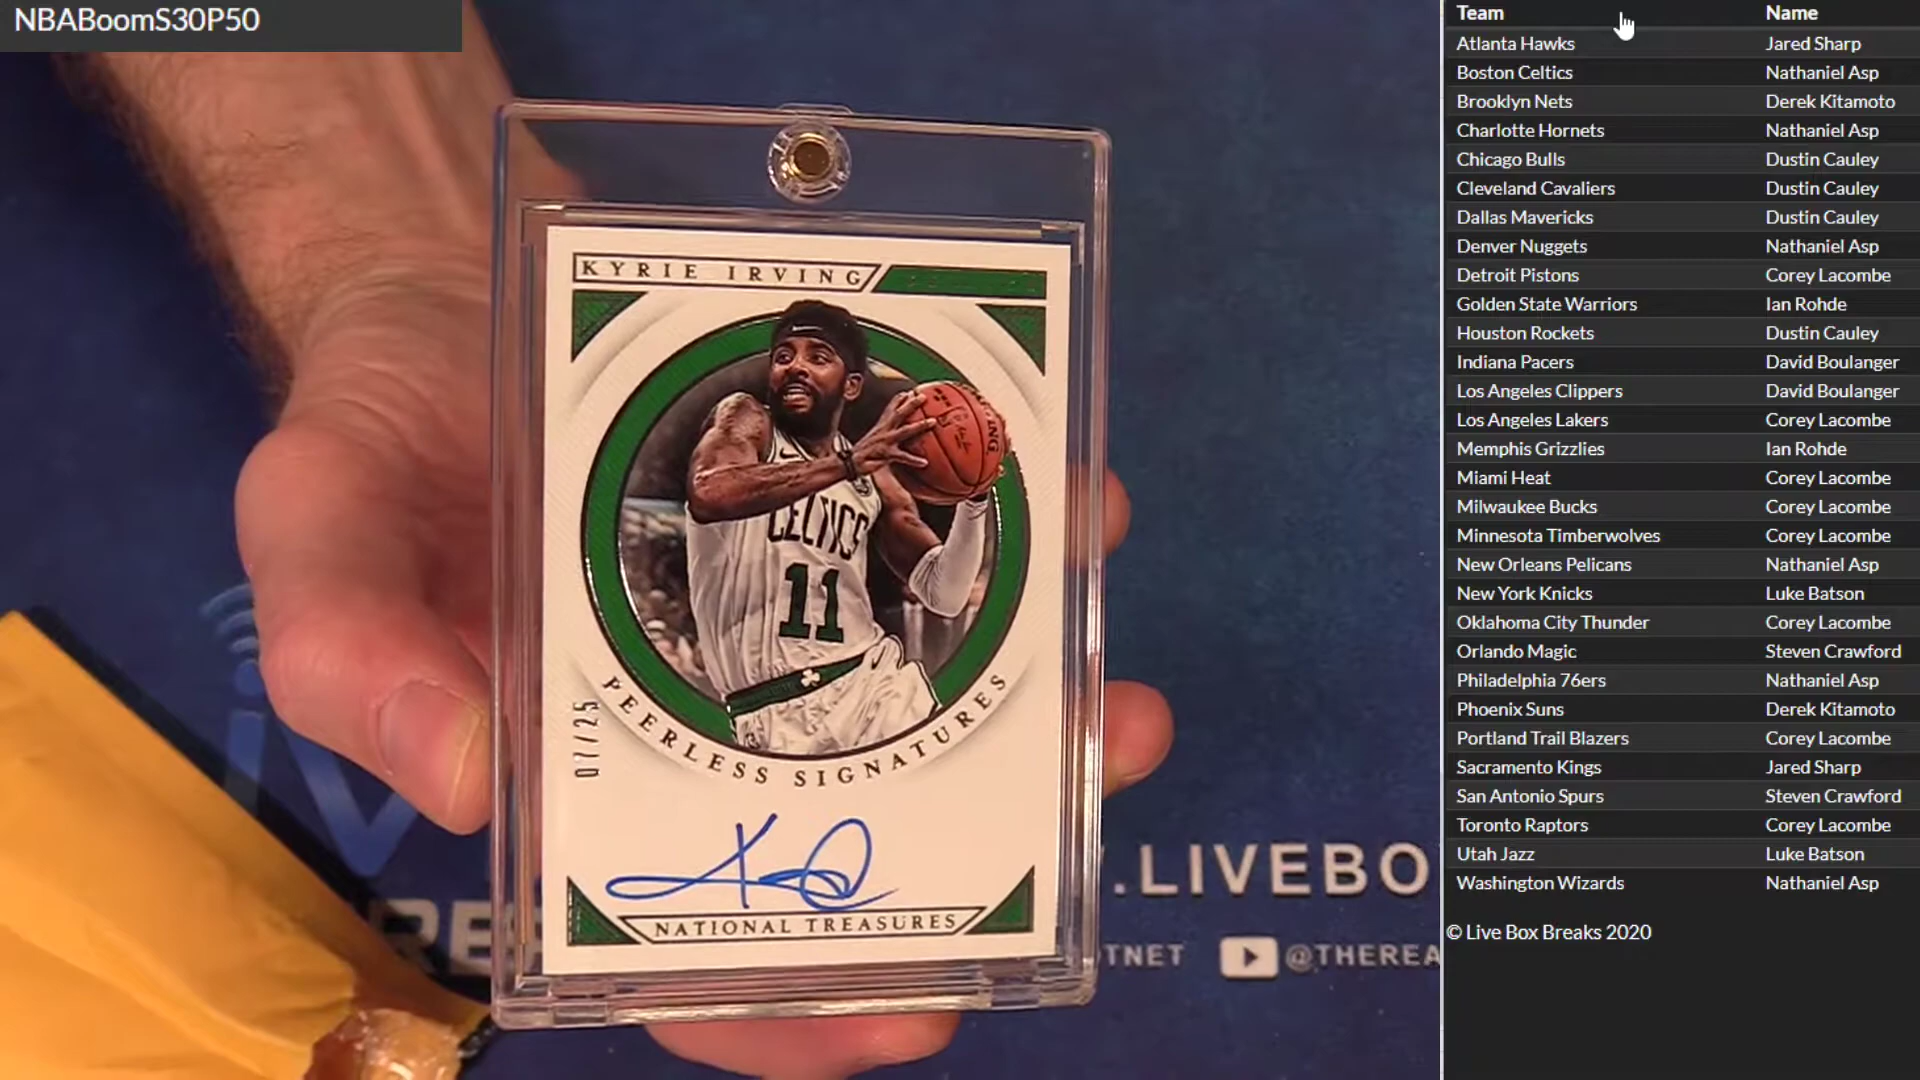 NBABoomS30P50
KYRIE IRVING
CELTICS
11
07/25
PEERLESS SIGNATURES
NATIONAL TREASURES
.LIVEBO
TNET
@THEREA
Team Name
Atlanta Hawks Jared Sharp
Boston Celtics Nathaniel Asp
Brooklyn Nets Derek Kitamoto
Charlotte Hornets Nathaniel Asp
Chicago Bulls Dustin Cauley
Cleveland Cavaliers Dustin Cauley
Dallas Mavericks Dustin Cauley
Denver Nuggets Nathaniel Asp
Detroit Pistons Corey Lacombe
Golden State Warriors Ian Rohde
Houston Rockets Dustin Cauley
Indiana Pacers David Boulanger
Los Angeles Clippers David Boulanger
Los Angeles Lakers Corey Lacombe
Memphis Grizzlies Ian Rohde
Miami Heat Corey Lacombe
Milwaukee Bucks Corey Lacombe
Minnesota Timberwolves Corey Lacombe
New Orleans Pelicans Nathaniel Asp
New York Knicks Luke Batson
Oklahoma City Thunder Corey Lacombe
Orlando Magic Steven Crawford
Philadelphia 76ers Nathaniel Asp
Phoenix Suns Derek Kitamoto
Portland Trail Blazers Corey Lacombe
Sacramento Kings Jared Sharp
San Antonio Spurs Steven Crawford
Toronto Raptors Corey Lacombe
Utah Jazz Luke Batson
Washington Wizards Nathaniel Asp
© Live Box Breaks 2020